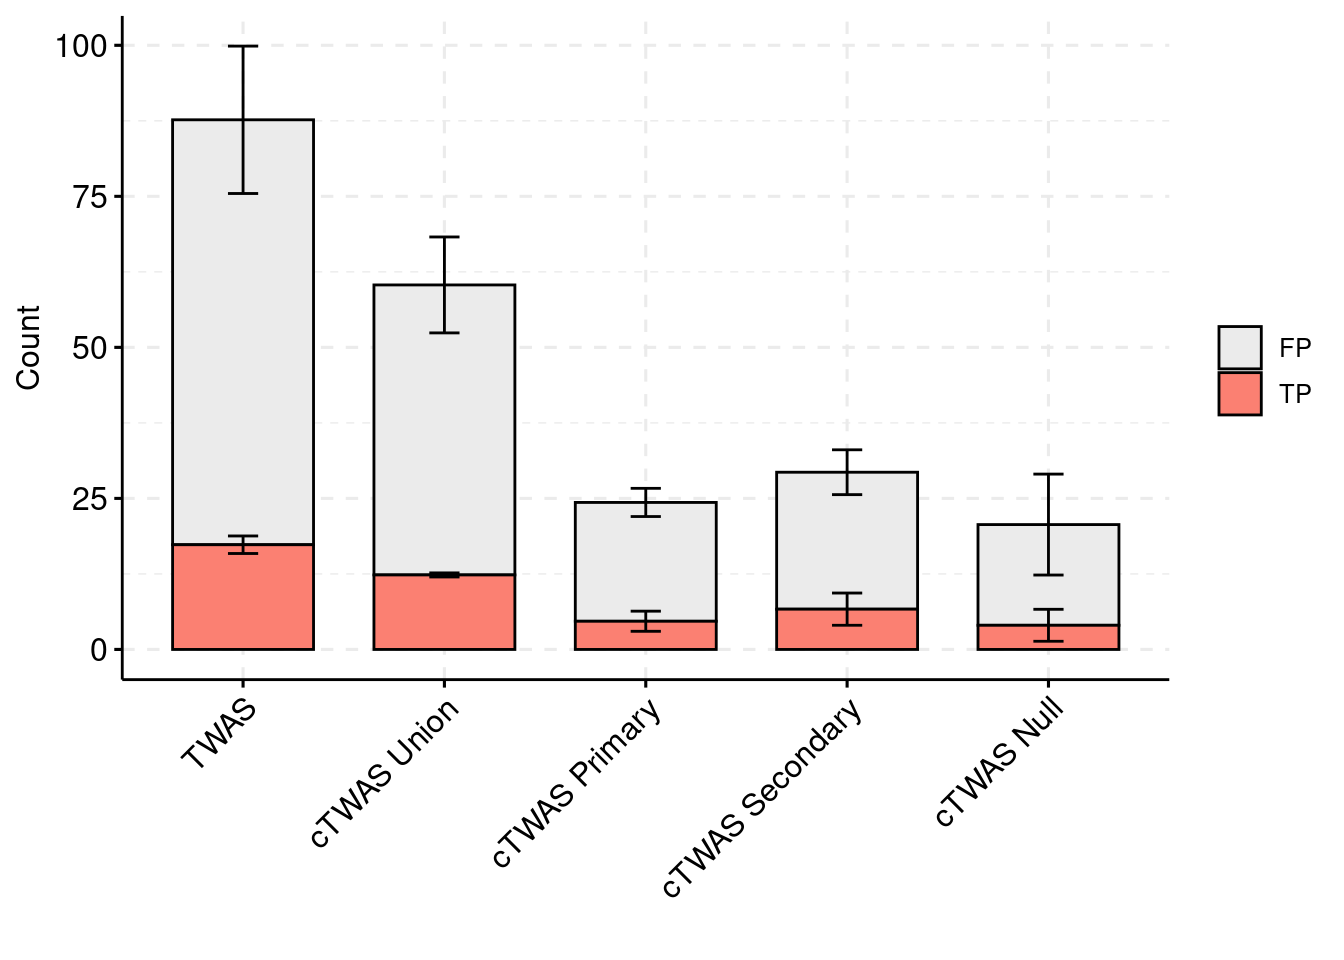 100
75
50
25
0
Count
TWAS
cTWAS Union
cTWAS Primary
cTWAS Secondary
cTWAS Null
FP
TP